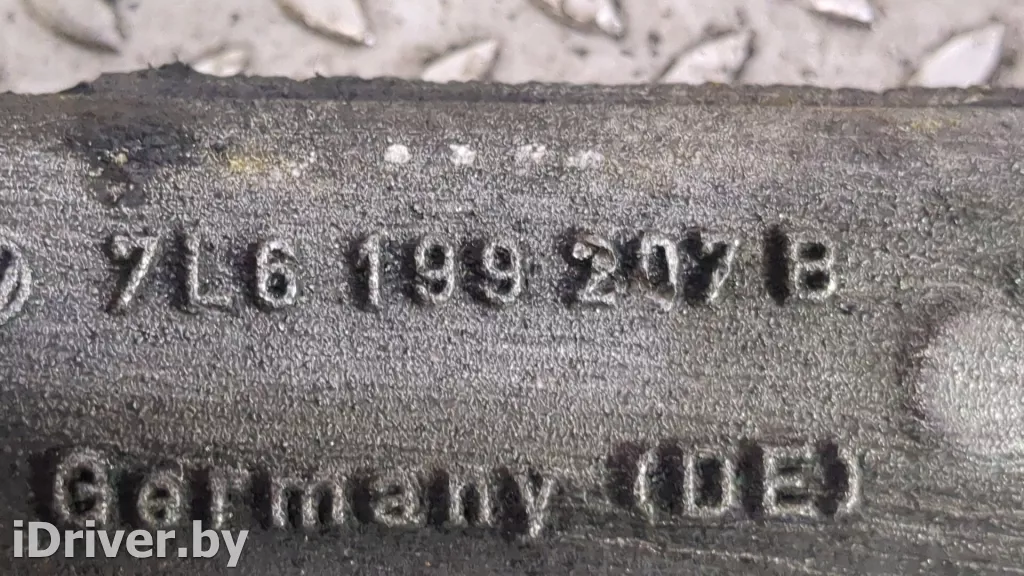 7L6 199 207 B
Germany (DE)
iDriver.by